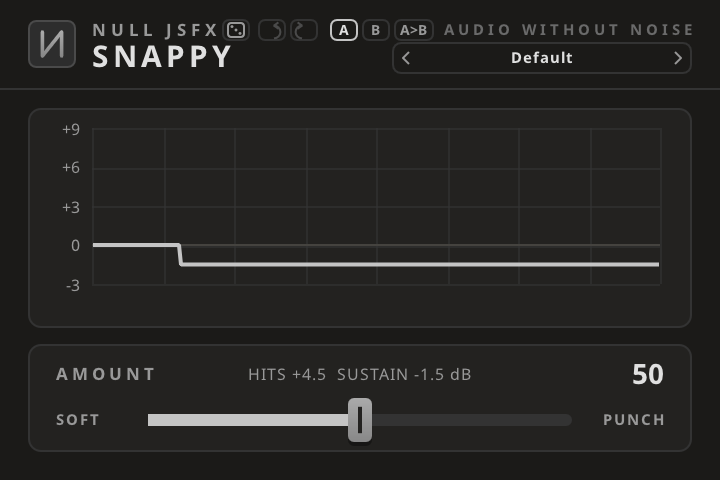 NULL JSFX
A B A>B AUDIO WITHOUT NOISE
SNAPPY
Default
+9
+6
+3
0
-3
AMOUNT HITS +4.5 SUSTAIN -1.5 dB 50
SOFT PUNCH